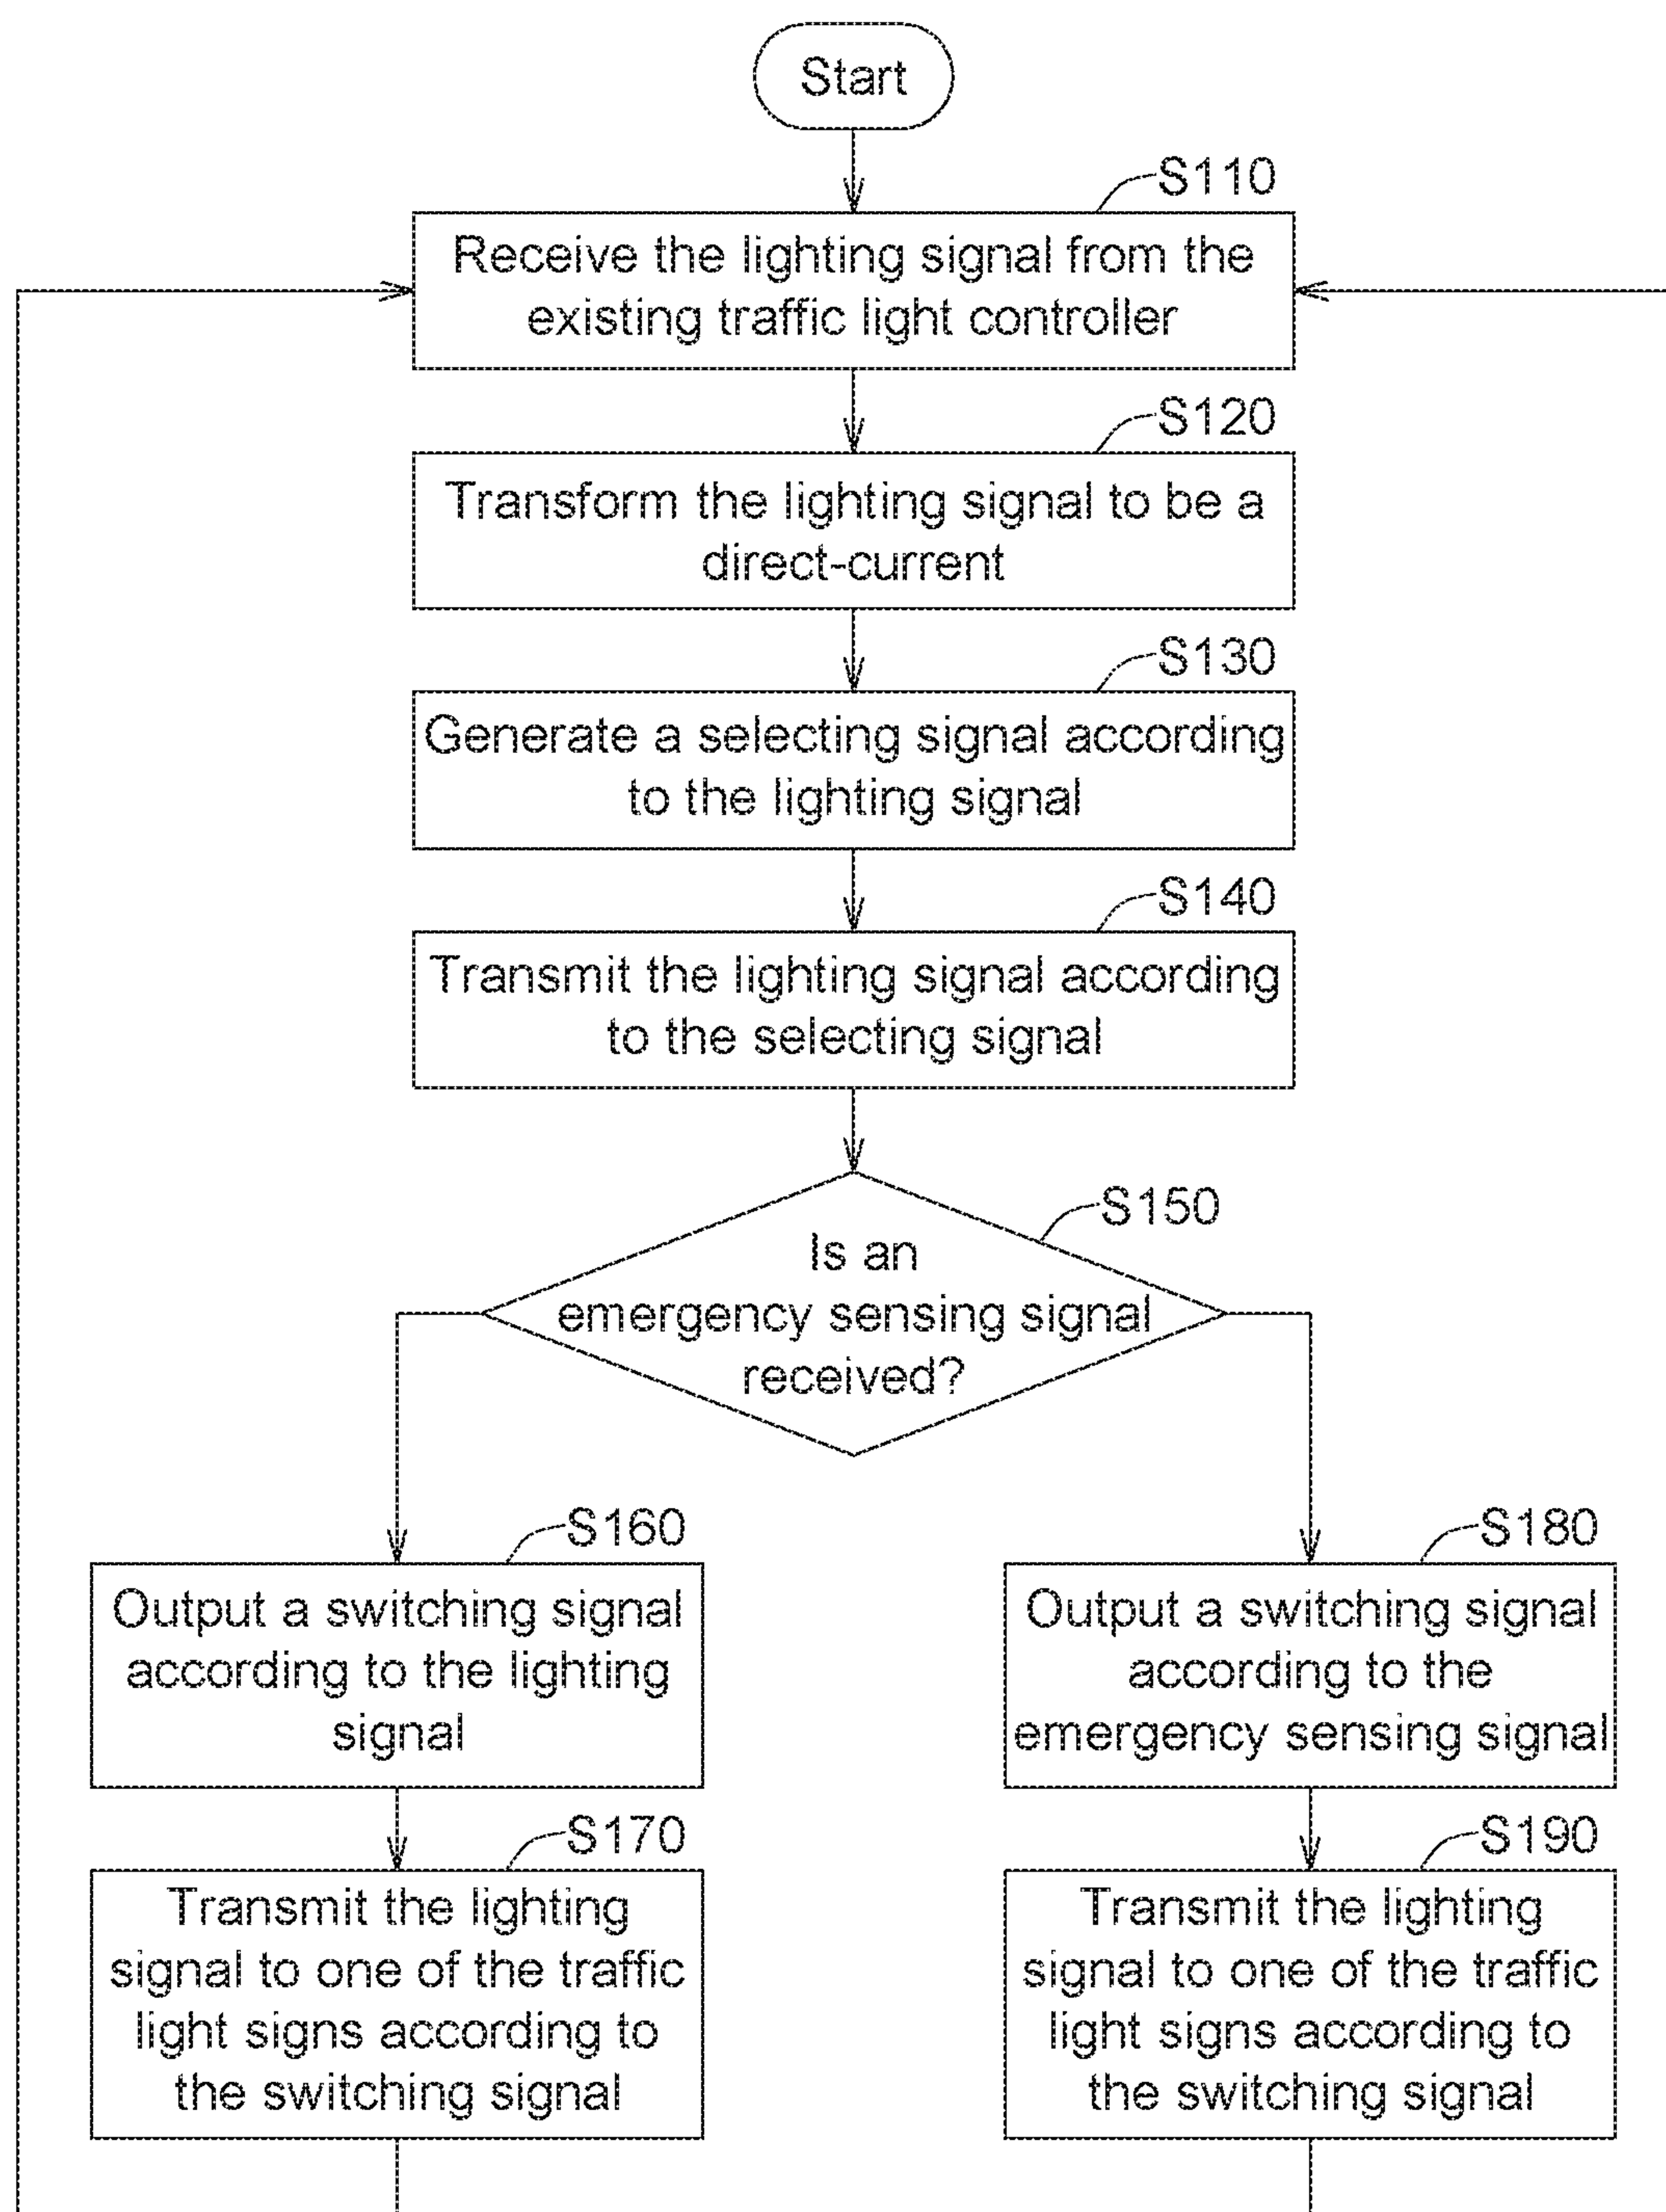 Start
S110
Receive the lighting signal from the
existing traffic light controller
S120
Transform the lighting signal to be a
direct-current
S130
Generate a selecting signal according
to the lighting signal
S140
Transmit the lighting signal according
to the selecting signal
S150
Is an
emergency sensing signal
received?
S160
Output a switching signal
according to the lighting
signal
S170
Transmit the lighting
signal to one of the traffic
light signs according to
the switching signal
S180
Output a switching signal
according to the
emergency sensing signal
S190
Transmit the lighting
signal to one of the traffic
light signs according to
the switching signal